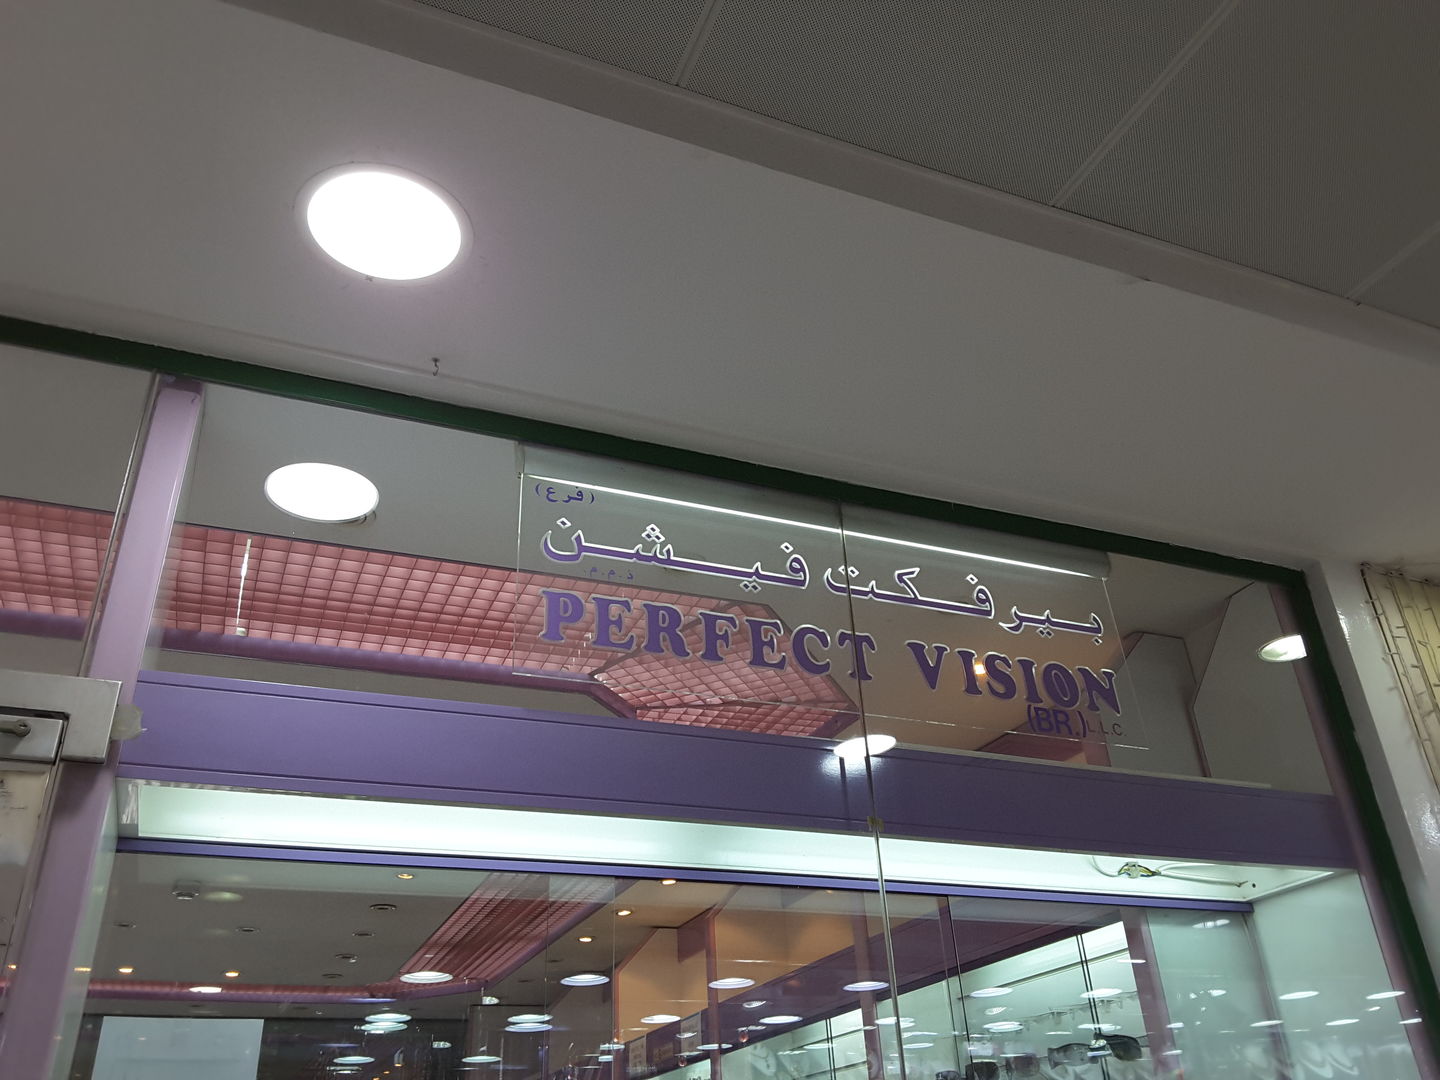 (فرع)
بيرفكت فيشن
ذ.م.م.
PERFECT VISION
(BR.) L.L.C.